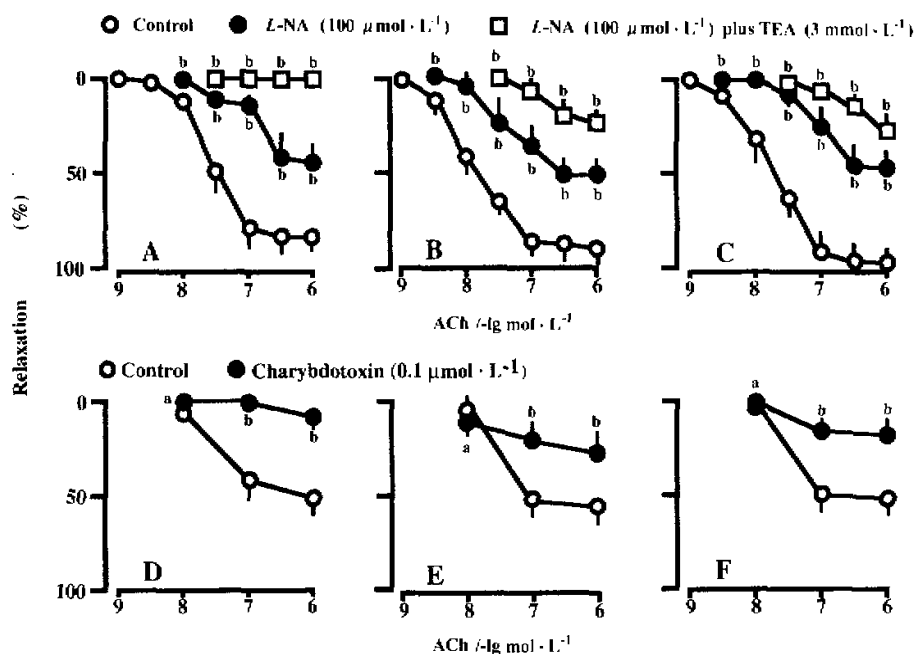 Control L-NA (100 μmol · L⁻¹) L-NA (100 μmol · L⁻¹) plus TEA (3 mmol · L⁻¹)
0 50 100
b b b b b b b b b
A
9 8 7 6
b b b b b b b b b b
B
9 8 7 6
b b b b b b b b b b
C
9 8 7 6
Relaxation (%)
ACh /-lg mol · L⁻¹
Control Charybdotoxin (0.1 μmol · L⁻¹)
0 50 100
a b b
D
9 8 7 6
a b b
E
9 8 7 6
a b b
F
9 8 7 6
ACh /-lg mol · L⁻¹